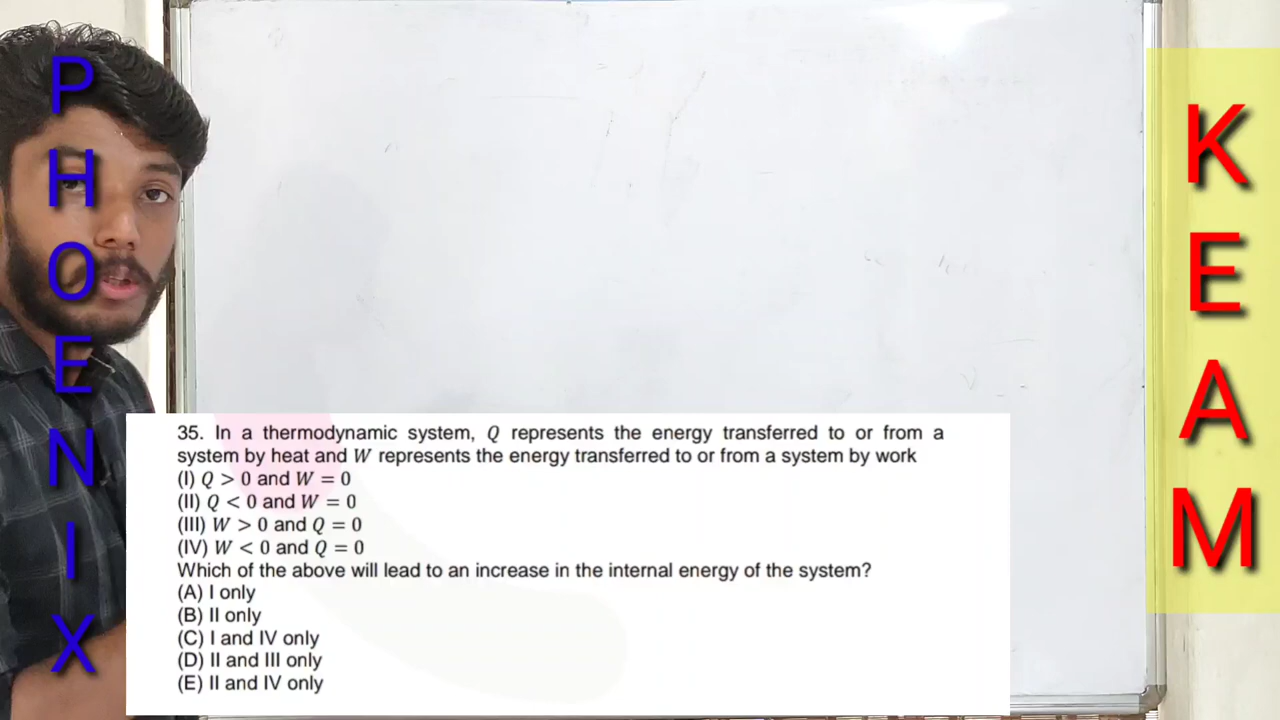 PHOENIX
KEAM
35. In a thermodynamic system, Q represents the energy transferred to or from a
system by heat and W represents the energy transferred to or from a system by work
(I) Q > 0 and W = 0
(II) Q < 0 and W = 0
(III) W > 0 and Q = 0
(IV) W < 0 and Q = 0
Which of the above will lead to an increase in the internal energy of the system?
(A) I only
(B) II only
(C) I and IV only
(D) II and III only
(E) II and IV only